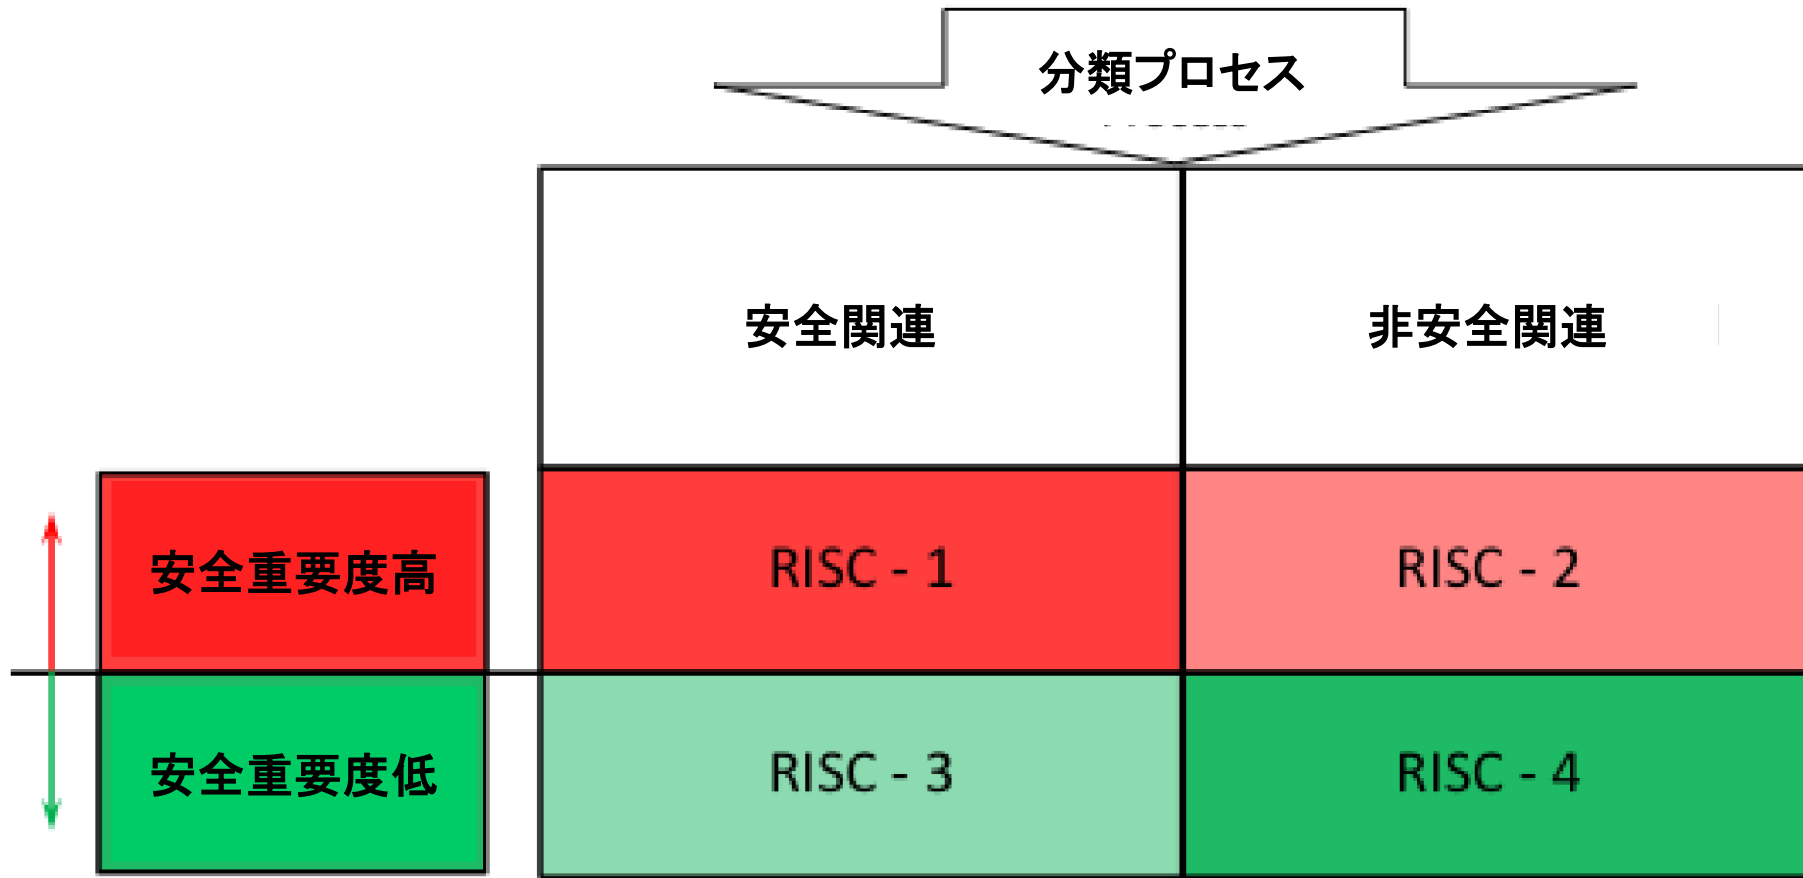 分類プロセス
安全関連
非安全関連
安全重要度高
RISC - 1
RISC - 2
安全重要度低
RISC - 3
RISC - 4